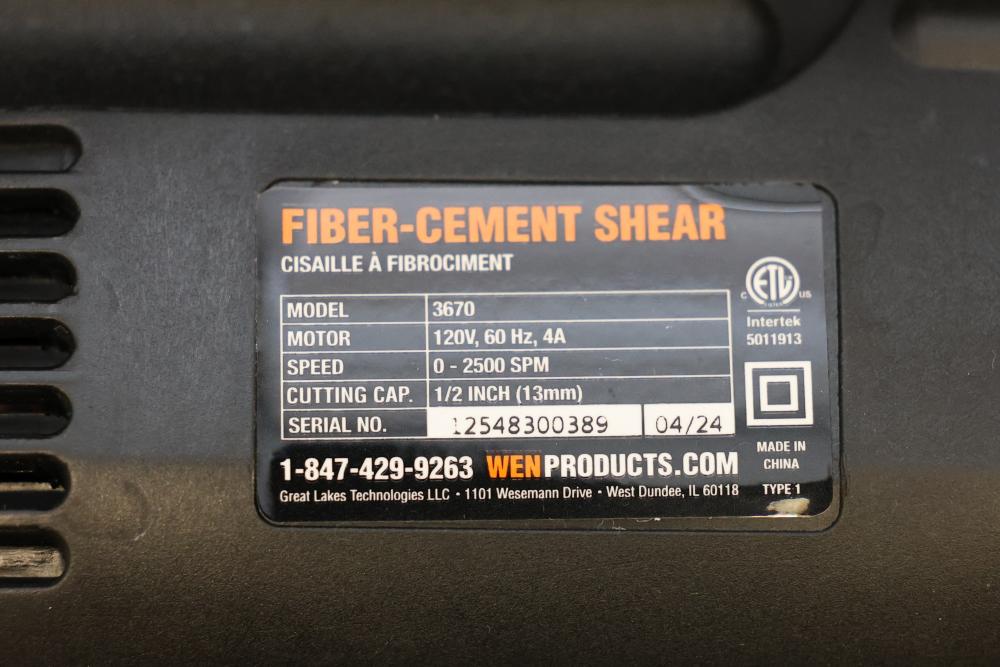 FIBER-CEMENT SHEAR
CISAILLE À FIBROCIMENT
MODEL 3670
MOTOR 120V, 60 Hz, 4A
SPEED 0 - 2500 SPM
CUTTING CAP. 1/2 INCH (13mm)
SERIAL NO. 12548300389 04/24
1-847-429-9263 WENPRODUCTS.COM
Great Lakes Technologies LLC • 1101 Wesemann Drive • West Dundee, IL 60118
ETL
C US
LISTED
Intertek
5011913
MADE IN
CHINA
TYPE 1